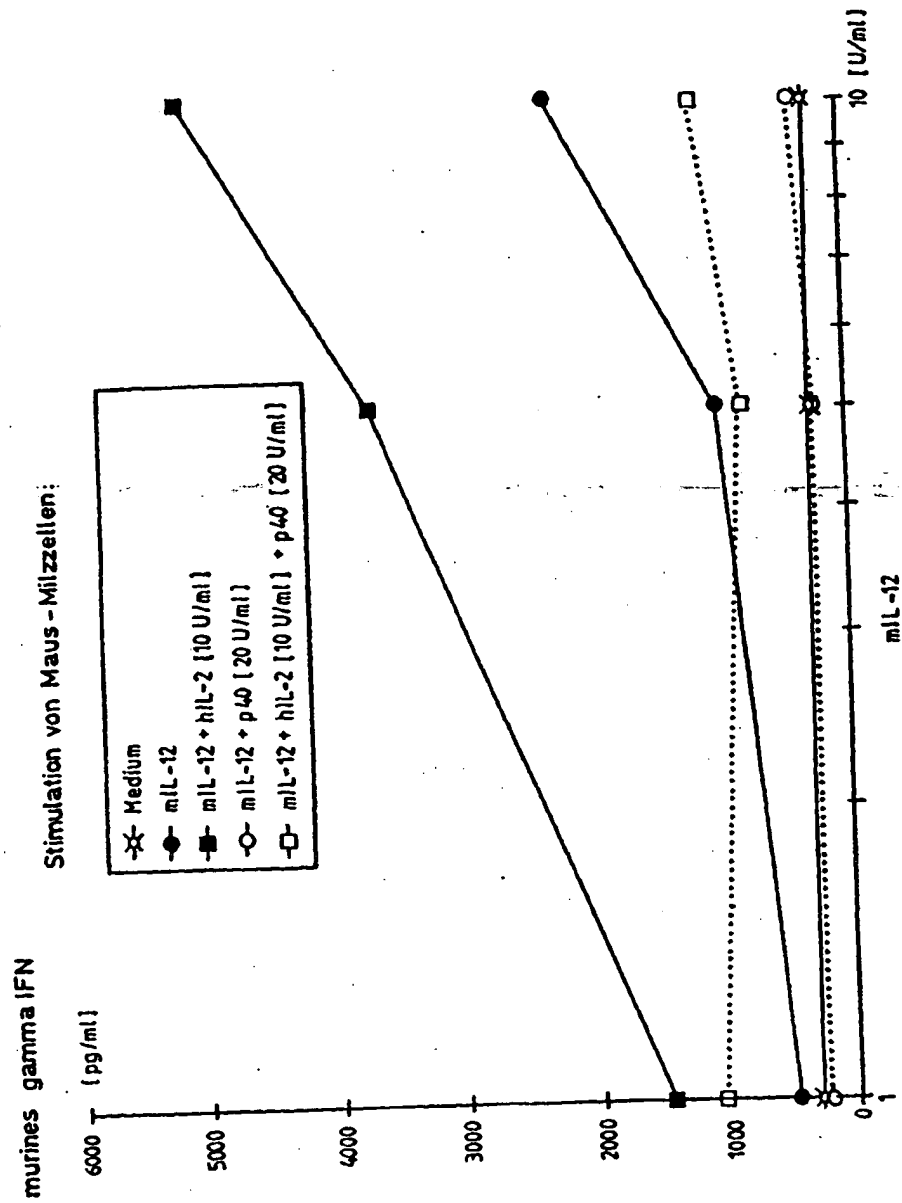 murines gamma IFN
[pg/ml]
Stimulation von Maus-Milzzellen:
Medium
mIL-12
mIL-12 + hIL-2 [10 U/ml]
mIL-12 + p40 [20 U/ml]
mIL-12 + hIL-2 [10 U/ml] + p40 [20 U/ml]
6000
5000
4000
3000
2000
1000
0
1
10 [U/ml]
mIL-12